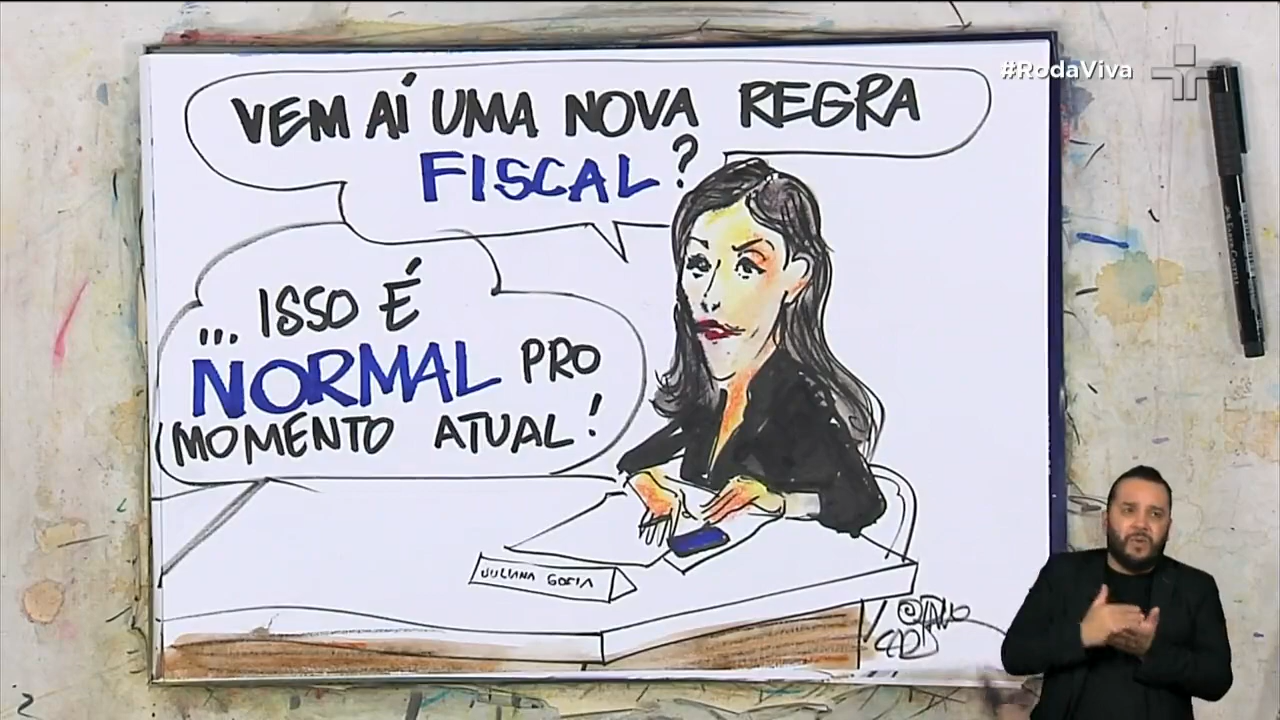 #RodaViva
VEM AÍ UMA NOVA REGRA
FISCAL?
... ISSO É
NORMAL PRO
MOMENTO ATUAL!
JULIANA SOFIA